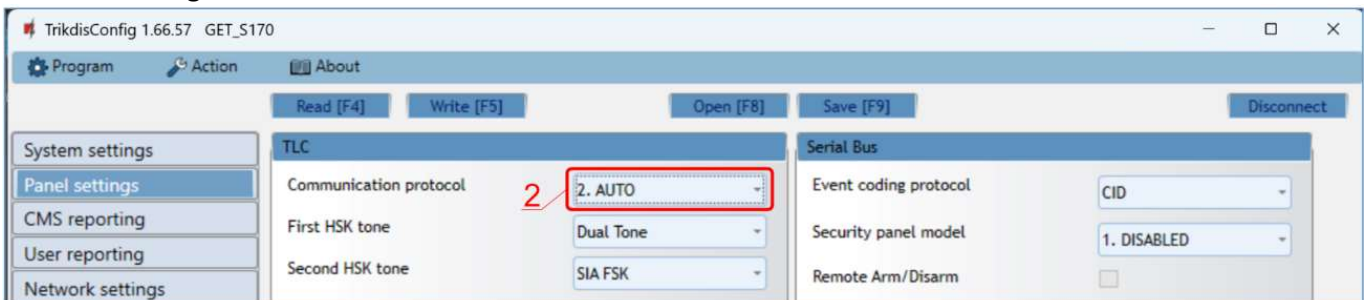 TrikdisConfig 1.66.57 GET_S170
Program Action About
Read [F4] Write [F5] Open [F8] Save [F9] Disconnect
System settings
Panel settings
CMS reporting
User reporting
Network settings
TLC
Communication protocol 2 2. AUTO
First HSK tone Dual Tone
Second HSK tone SIA FSK
Serial Bus
Event coding protocol CID
Security panel model 1. DISABLED
Remote Arm/Disarm